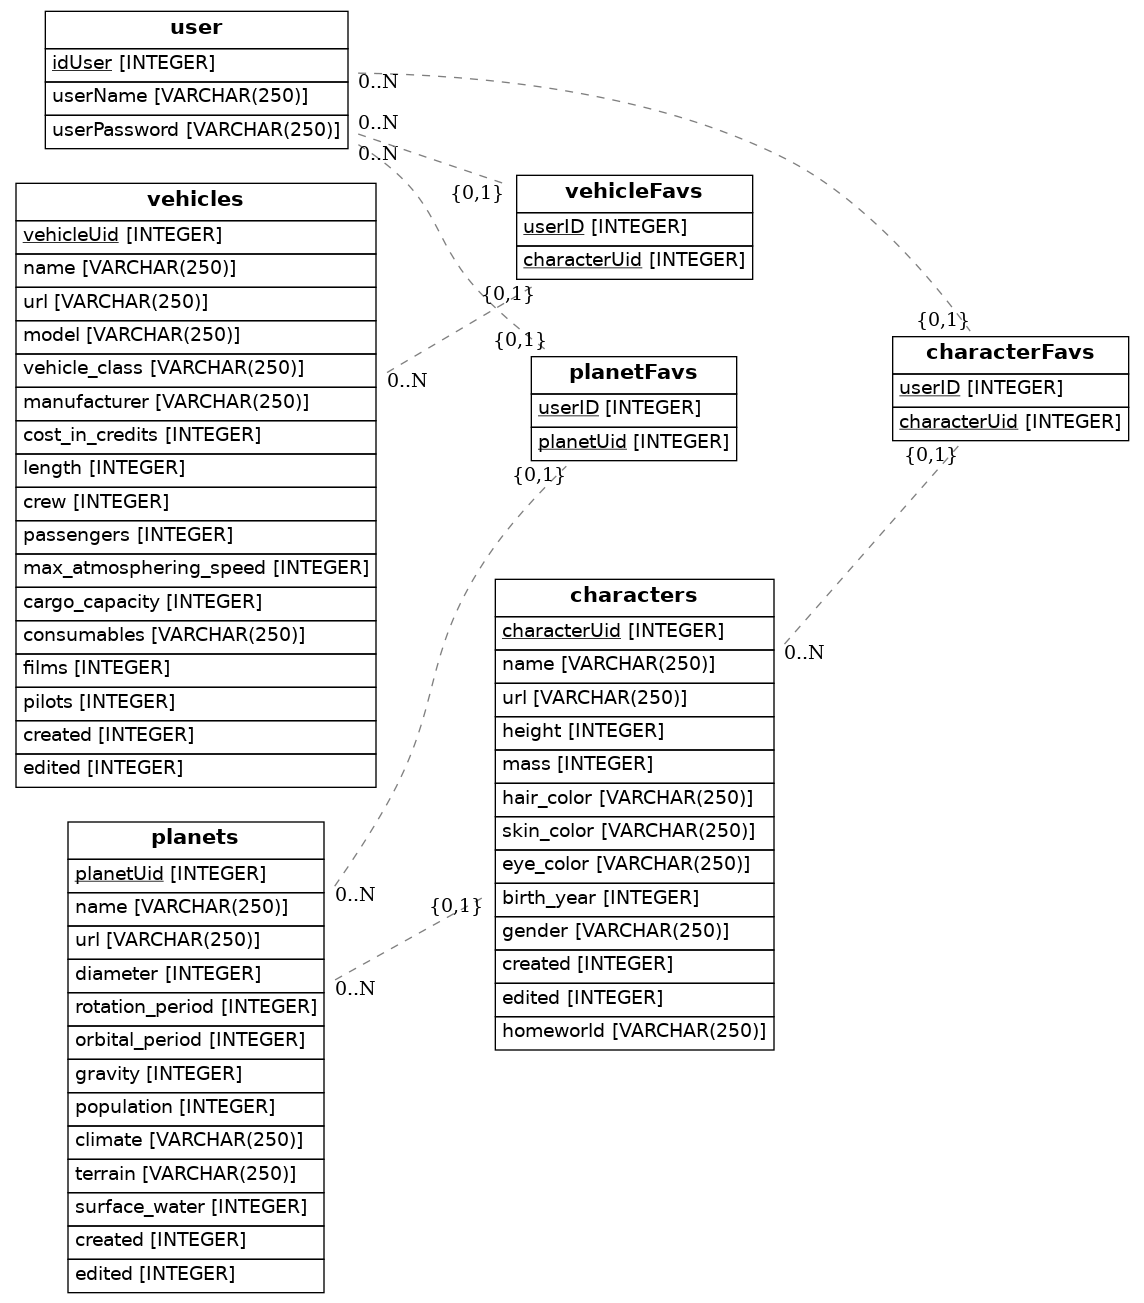 user
idUser [INTEGER]
userName [VARCHAR(250)]
userPassword [VARCHAR(250)]
0..N
0..N
0..N
{0,1}
vehicles
vehicleUid [INTEGER]
name [VARCHAR(250)]
url [VARCHAR(250)]
model [VARCHAR(250)]
vehicle_class [VARCHAR(250)]
manufacturer [VARCHAR(250)]
cost_in_credits [INTEGER]
length [INTEGER]
crew [INTEGER]
passengers [INTEGER]
max_atmosphering_speed [INTEGER]
cargo_capacity [INTEGER]
consumables [VARCHAR(250)]
films [INTEGER]
pilots [INTEGER]
created [INTEGER]
edited [INTEGER]
vehicleFavs
userID [INTEGER]
characterUid [INTEGER]
{0,1}
0..N
{0,1}
planetFavs
userID [INTEGER]
planetUid [INTEGER]
{0,1}
{0,1}
characterFavs
userID [INTEGER]
characterUid [INTEGER]
{0,1}
0..N
characters
characterUid [INTEGER]
name [VARCHAR(250)]
url [VARCHAR(250)]
height [INTEGER]
mass [INTEGER]
hair_color [VARCHAR(250)]
skin_color [VARCHAR(250)]
eye_color [VARCHAR(250)]
birth_year [INTEGER]
gender [VARCHAR(250)]
created [INTEGER]
edited [INTEGER]
homeworld [VARCHAR(250)]
planets
planetUid [INTEGER]
name [VARCHAR(250)]
url [VARCHAR(250)]
diameter [INTEGER]
rotation_period [INTEGER]
orbital_period [INTEGER]
gravity [INTEGER]
population [INTEGER]
climate [VARCHAR(250)]
terrain [VARCHAR(250)]
surface_water [INTEGER]
created [INTEGER]
edited [INTEGER]
0..N
{0,1}
0..N